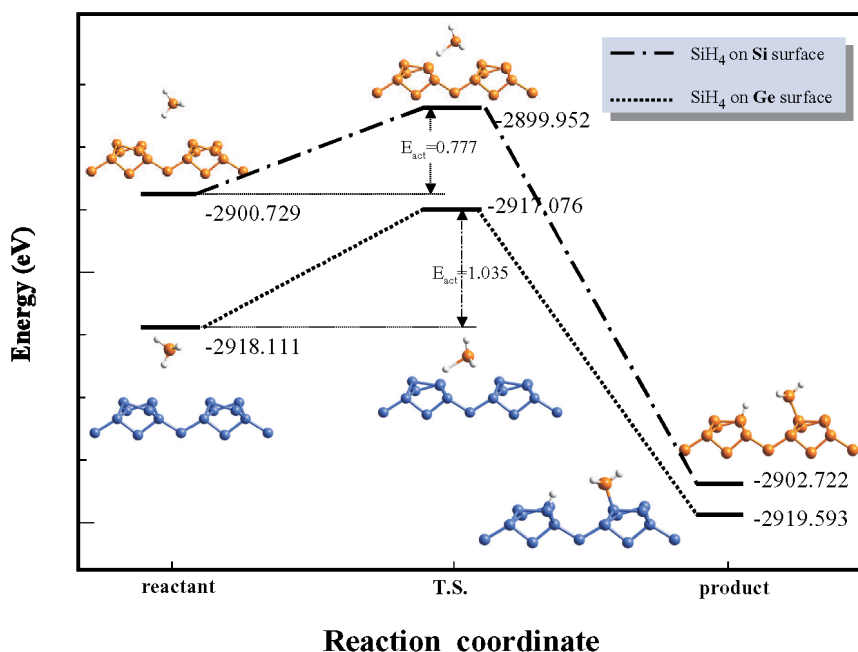 SiH4 on Si surface
SiH4 on Ge surface
-2899.952
Eact=0.777
-2900.729
-2917.076
Eact=1.035
-2918.111
-2902.722
-2919.593
Energy (eV)
reactant
T.S.
product
Reaction coordinate